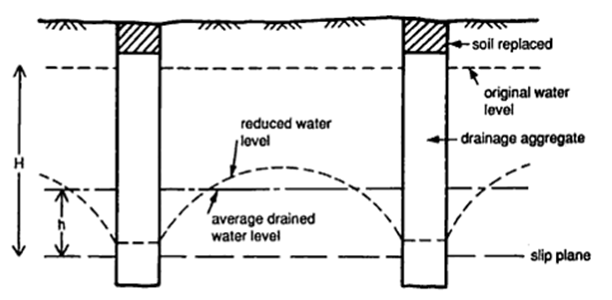 soil replaced
original water
level
reduced water
level
drainage aggregate
H
average drained
water level
h
slip plane